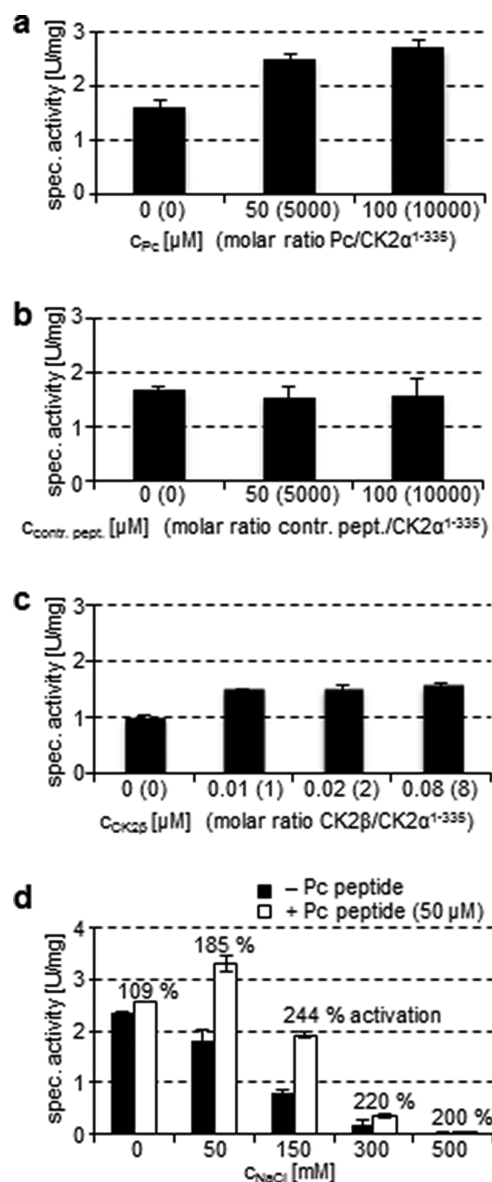 a
spec. activity [U/mg]
3
2
1
0
0 (0) 50 (5000) 100 (10000)
cPc [µM] (molar ratio Pc/CK2α1-335)
b
spec. activity [U/mg]
3
2
1
0
0 (0) 50 (5000) 100 (10000)
ccontr. pept. [µM] (molar ratio contr. pept./CK2α1-335)
c
spec. activity [U/mg]
3
2
1
0
0 (0) 0.01 (1) 0.02 (2) 0.08 (8)
cCK2β [µM] (molar ratio CK2β/CK2α1-335)
d
– Pc peptide
+ Pc peptide (50 µM)
spec. activity [U/mg]
4
3
2
1
0
109 %
185 %
244 % activation
220 %
200 %
0 50 150 300 500
cNaCl [mM]